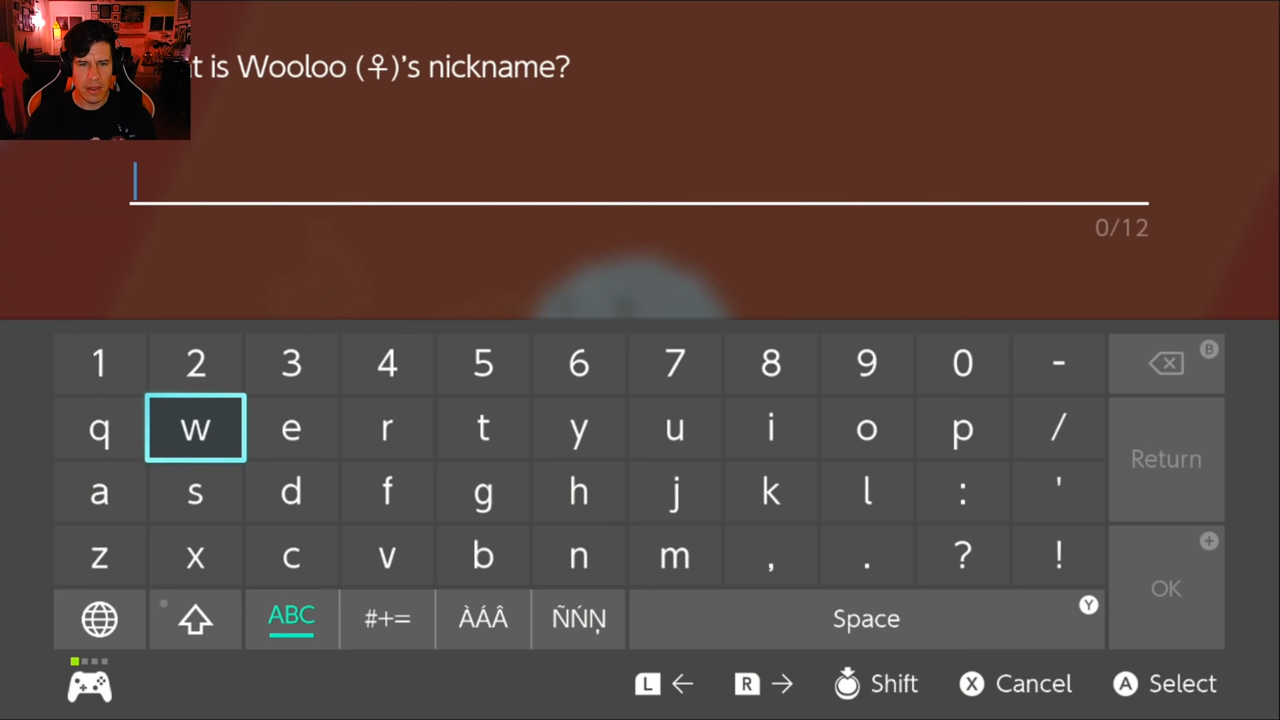 t is Wooloo (♀)'s nickname?
0/12
1 2 3 4 5 6 7 8 9 0 - B
q w e r t y u i o p / Return
a s d f g h j k l : '
z x c v b n m , . ? ! + OK
ABC #+= ÀÁÂ ÑŃŅ Space Y
L ← R → Shift X Cancel A Select